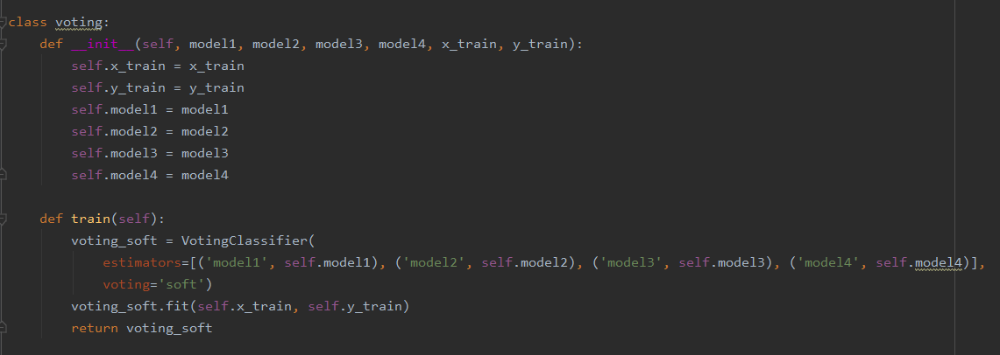 class voting:
    def __init__(self, model1, model2, model3, model4, x_train, y_train):
        self.x_train = x_train
        self.y_train = y_train
        self.model1 = model1
        self.model2 = model2
        self.model3 = model3
        self.model4 = model4
    def train(self):
        voting_soft = VotingClassifier(
            estimators=[('model1', self.model1), ('model2', self.model2), ('model3', self.model3), ('model4', self.model4)],
            voting='soft')
        voting_soft.fit(self.x_train, self.y_train)
        return voting_soft